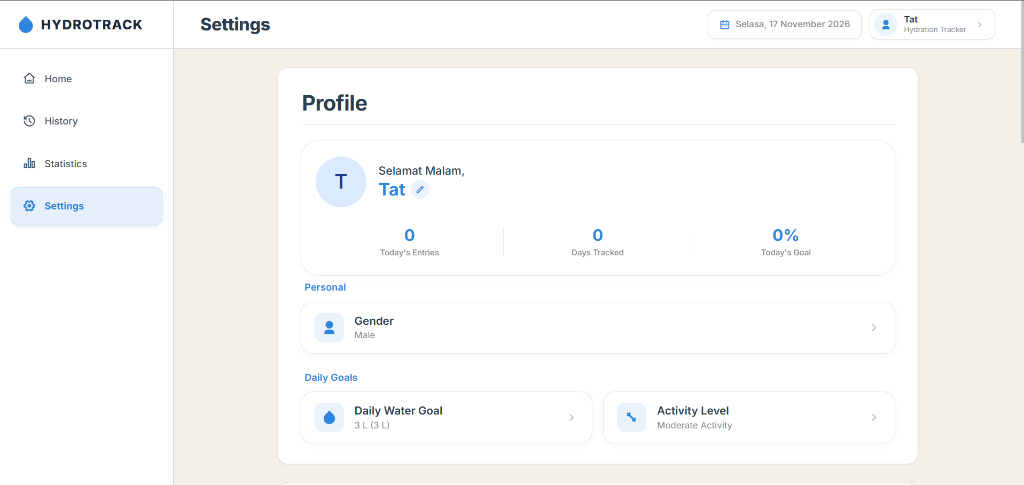 HYDROTRACK
Settings
Selasa, 17 November 2026
Tat
Hydration Tracker
Home
History
Statistics
Settings
Profile
T
Selamat Malam,
Tat
0
Today's Entries
0
Days Tracked
0%
Today's Goal
Personal
Gender
Male
Daily Goals
Daily Water Goal
3 L (3 L)
Activity Level
Moderate Activity